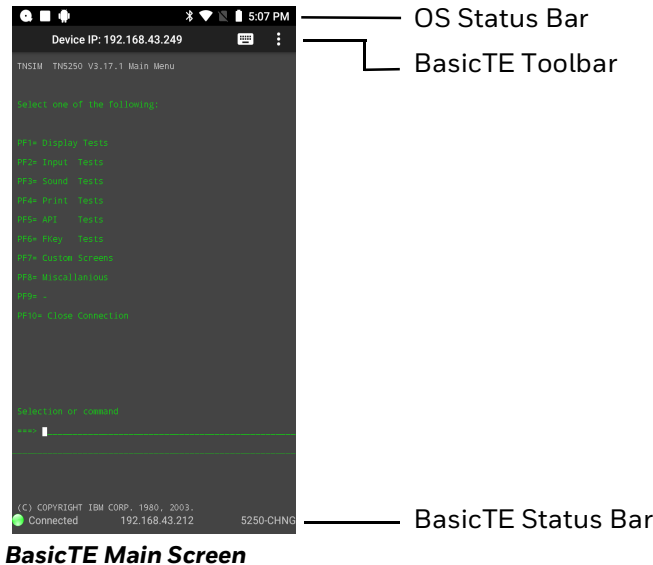 5:07 PM
OS Status Bar
Device IP: 192.168.43.249
BasicTE Toolbar
TNSIM  TN5250 V3.17.1 Main Menu
Select one of the following:
PF1= Display Tests
PF2= Input  Tests
PF3= Sound  Tests
PF4= Print  Tests
PF5= API    Tests
PF6= FKey   Tests
PF7= Custom Screens
PF8= Miscallanious
PF9= -
PF10= Close Connection
Selection or command
===>
(C) COPYRIGHT IBM CORP. 1980, 2003.
Connected 192.168.43.212 5250-CHNG
BasicTE Status Bar
BasicTE Main Screen